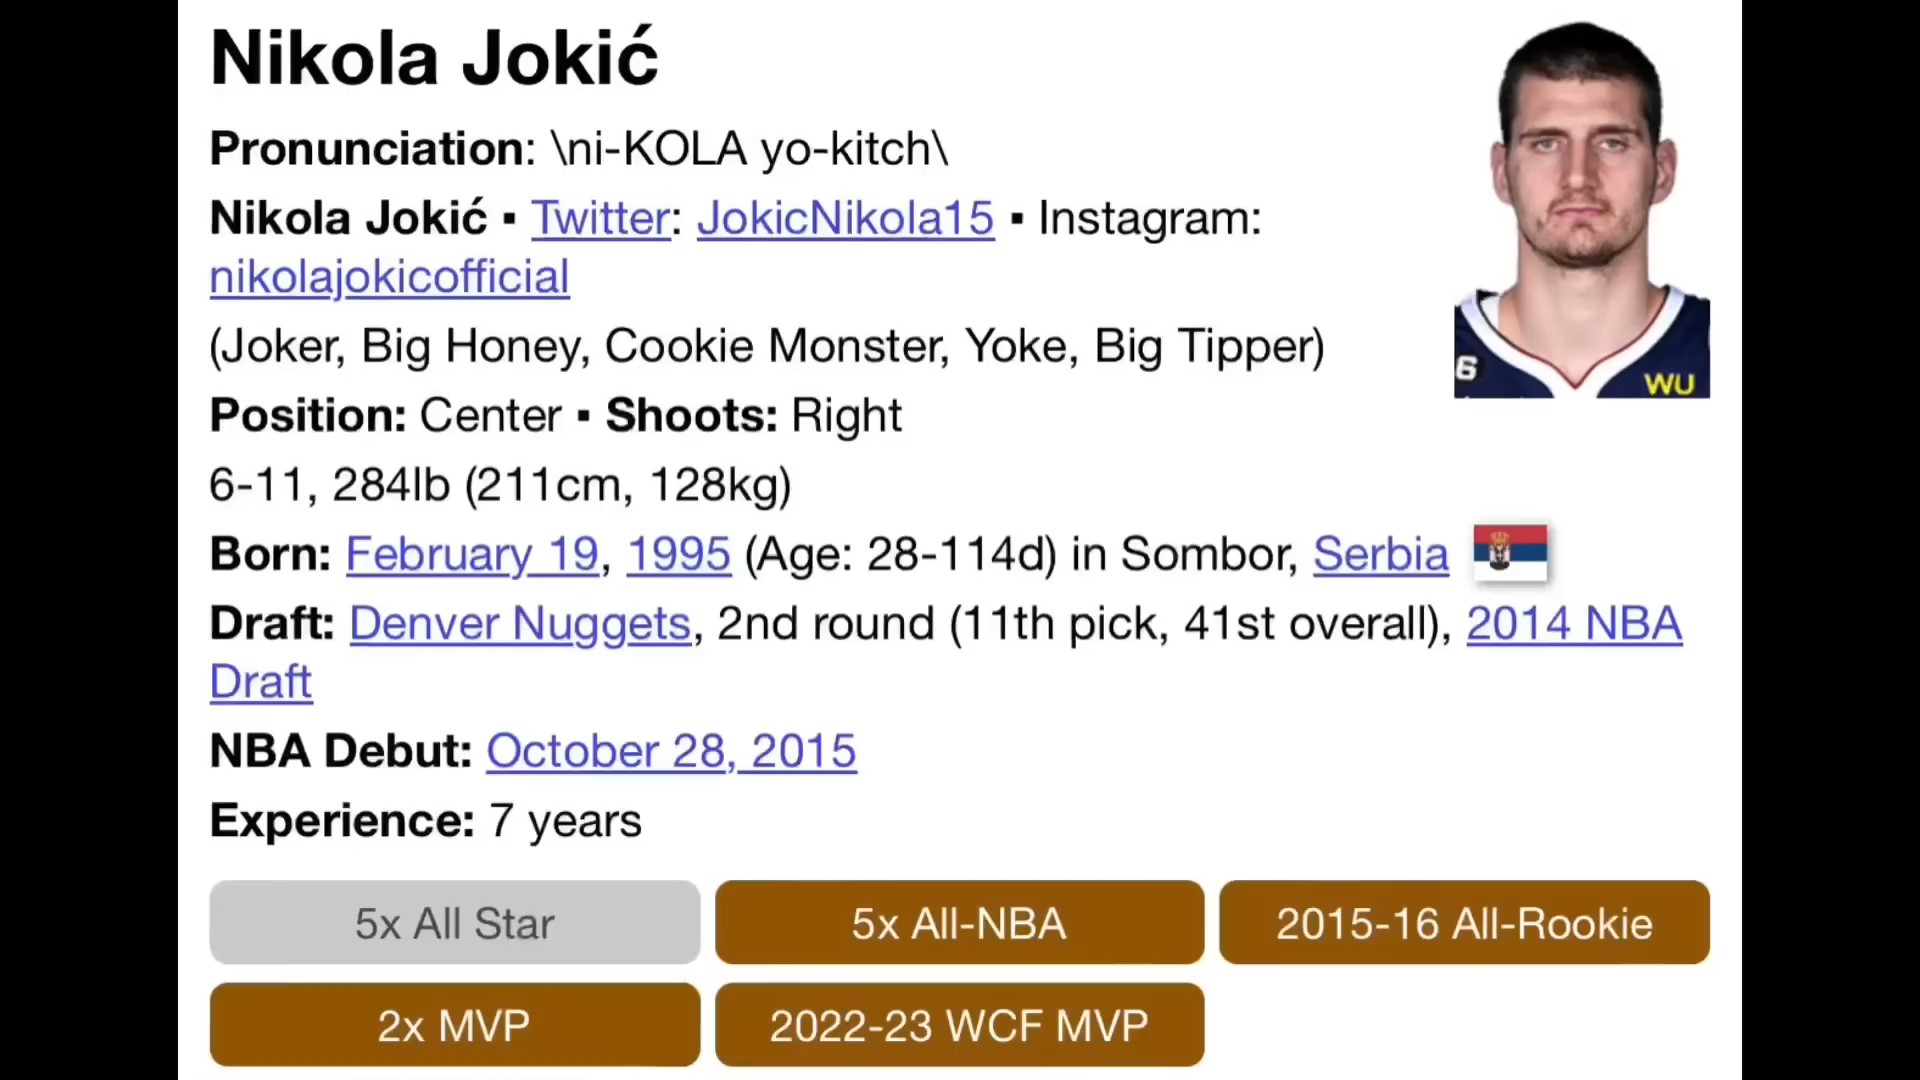 Nikola Jokić
Pronunciation: \ni-KOLA yo-kitch\
Nikola Jokić ▪ Twitter: JokicNikola15 ▪ Instagram:
nikolajokicofficial
(Joker, Big Honey, Cookie Monster, Yoke, Big Tipper)
6
WU
Position: Center ▪ Shoots: Right
6-11, 284lb (211cm, 128kg)
Born: February 19, 1995 (Age: 28-114d) in Sombor, Serbia
Draft: Denver Nuggets, 2nd round (11th pick, 41st overall), 2014 NBA
Draft
NBA Debut: October 28, 2015
Experience: 7 years
5x All Star
5x All-NBA
2015-16 All-Rookie
2x MVP
2022-23 WCF MVP